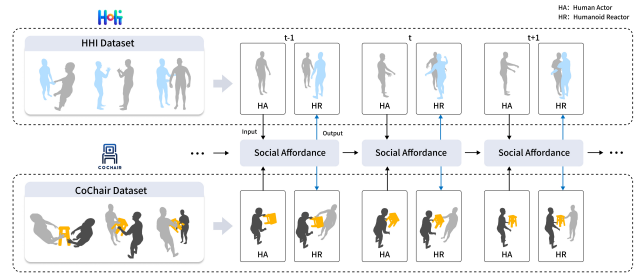 HHI
HA: Human Actor
HR: Humanoid Reactor
HHI Dataset
t-1
t
t+1
HA
HR
HA
HR
HA
HR
Input
Output
COCHAIR
Social Affordance
Social Affordance
Social Affordance
CoChair Dataset
HA
HR
HA
HR
HA
HR